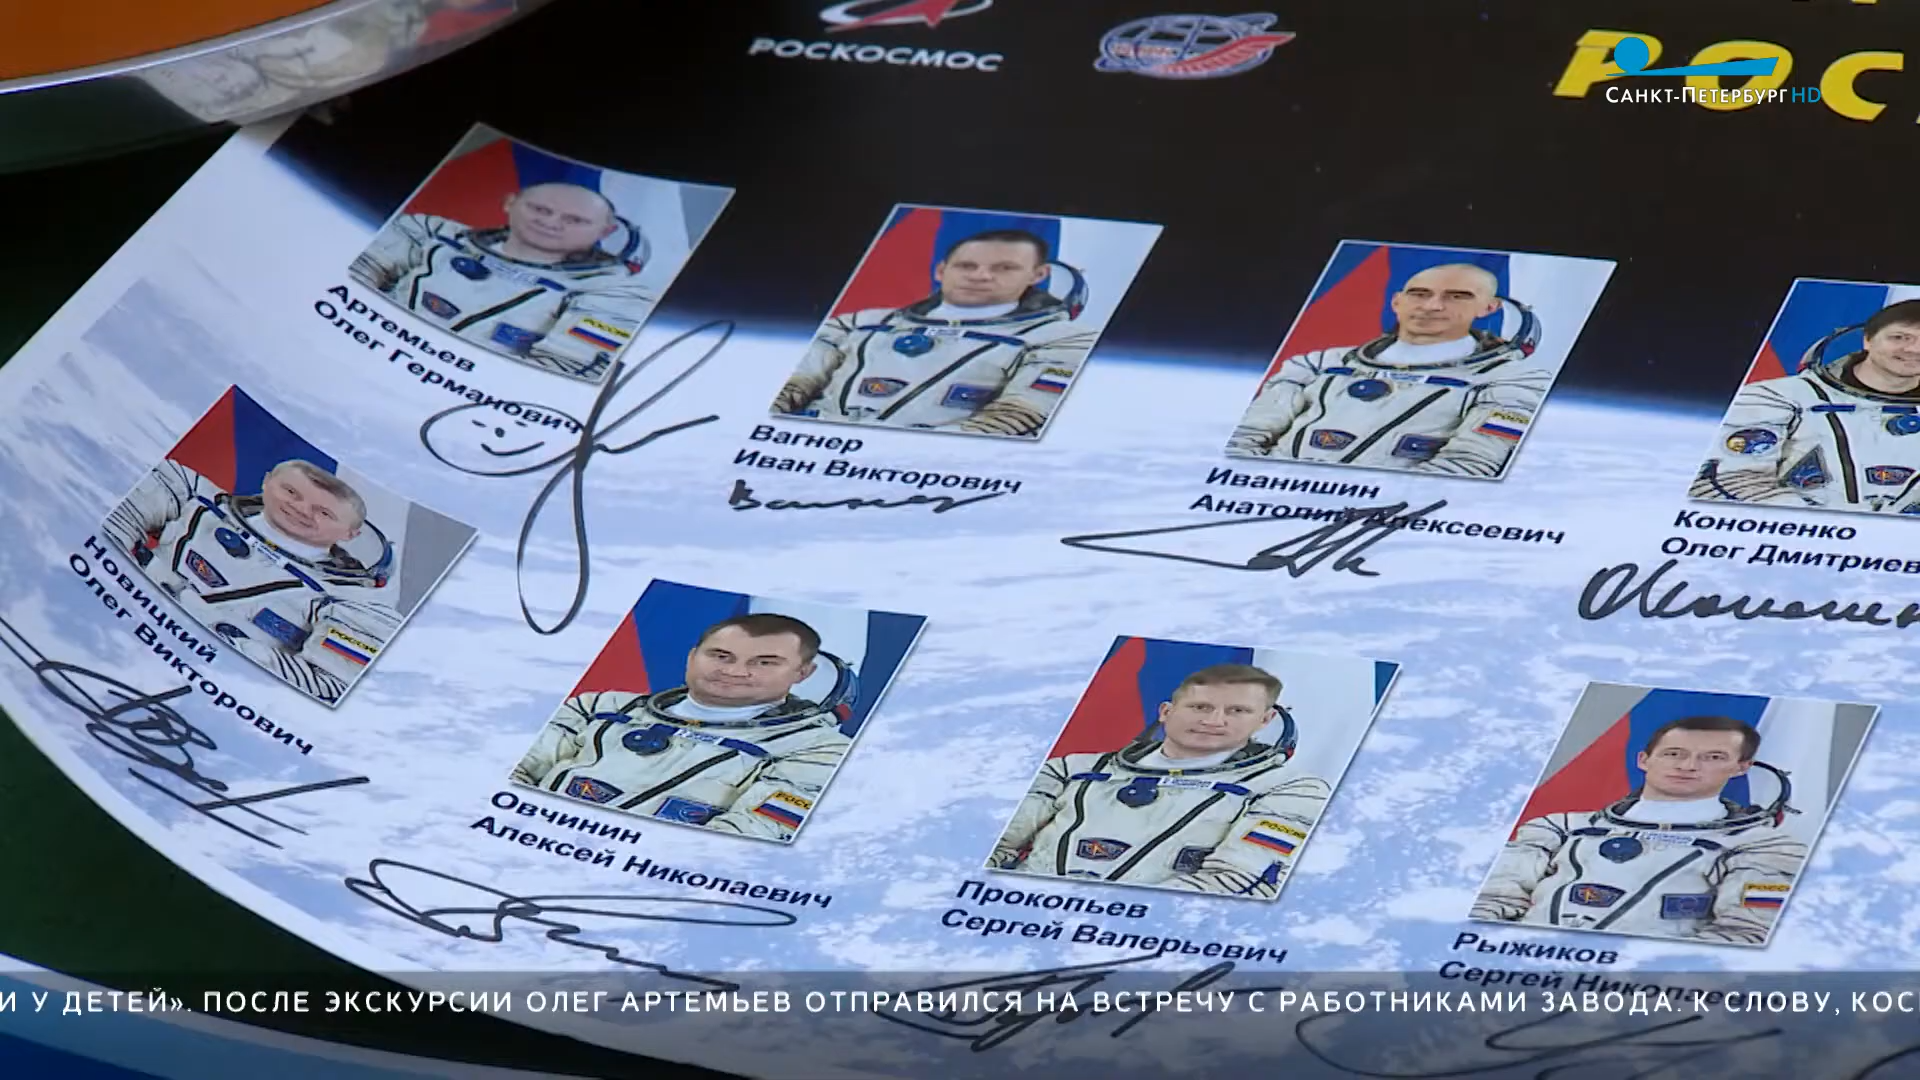 РОСКОСМОС
САНКТ-ПЕТЕРБУРГ HD
Артемьев
Олег Германович
Вагнер
Иван Викторович
Иванишин
Анатолий Алексеевич
Кононенко
Олег Дмитриев
Новицкий
Олег Викторович
Овчинин
Алексей Николаевич
Прокопьев
Сергей Валерьевич
Рыжиков
Сергей Николаевич
И У ДЕТЕЙ». ПОСЛЕ ЭКСКУРСИИ ОЛЕГ АРТЕМЬЕВ ОТПРАВИЛСЯ НА ВСТРЕЧУ С РАБОТНИКАМИ ЗАВОДА. К СЛОВУ, КОС